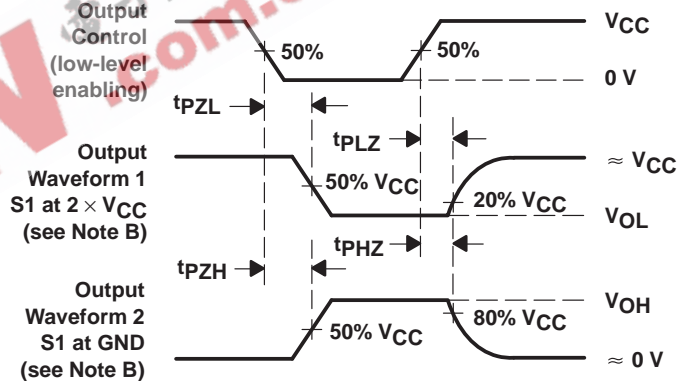 Output
Control
(low-level
enabling)
50%
50%
VCC
0 V
tPZL
tPLZ
Output
Waveform 1
S1 at 2 × VCC
(see Note B)
50% VCC
20% VCC
≈ VCC
VOL
tPZH
tPHZ
Output
Waveform 2
S1 at GND
(see Note B)
50% VCC
80% VCC
VOH
≈ 0 V
.com.